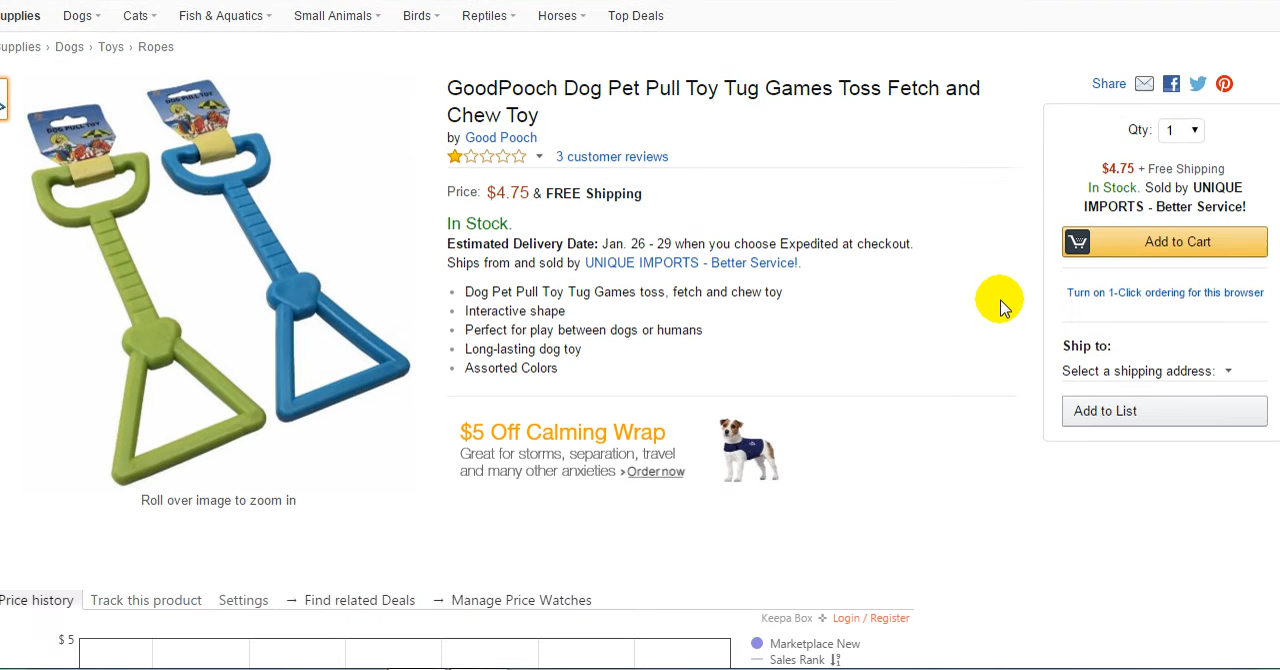 upplies Dogs Cats Fish & Aquatics Small Animals Birds Reptiles Horses Top Deals
upplies › Dogs › Toys › Ropes
DOG PULL TOY
DOG PULL TOY
Roll over image to zoom in
GoodPooch Dog Pet Pull Toy Tug Games Toss Fetch and
Chew Toy
by Good Pooch
3 customer reviews
Price: $4.75 & FREE Shipping
In Stock.
Estimated Delivery Date: Jan. 26 - 29 when you choose Expedited at checkout.
Ships from and sold by UNIQUE IMPORTS - Better Service!.
• Dog Pet Pull Toy Tug Games toss, fetch and chew toy
• Interactive shape
• Perfect for play between dogs or humans
• Long-lasting dog toy
• Assorted Colors
$5 Off Calming Wrap
Great for storms, separation, travel
and many other anxieties › Order now
Share
Qty: 1
$4.75 + Free Shipping
In Stock. Sold by UNIQUE
IMPORTS - Better Service!
Add to Cart
Turn on 1-Click ordering for this browser
Ship to:
Select a shipping address:
Add to List
Price history Track this product Settings → Find related Deals → Manage Price Watches
Keepa Box Login / Register
$ 5
Marketplace New
Sales Rank